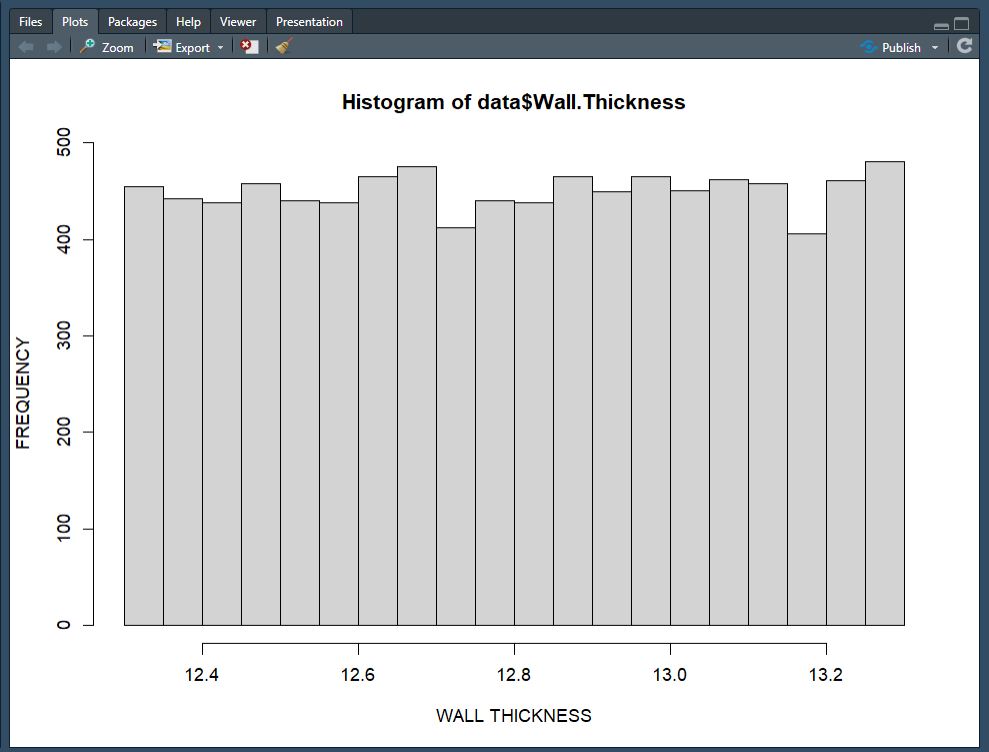 Files Plots Packages Help Viewer Presentation
Zoom Export Publish
Histogram of data$Wall.Thickness
500
400
300
200
100
0
FREQUENCY
12.4 12.6 12.8 13.0 13.2
WALL THICKNESS